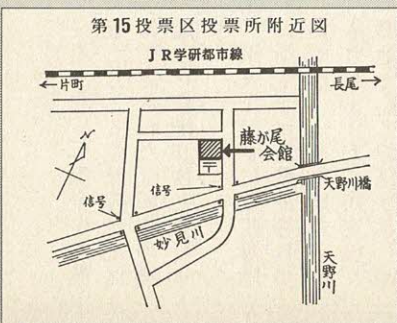 第15投票区投票所附近図
JR学研都市線
←片町
長尾→
N
藤が尾
会館
〒
信号
信号
天野川橋
妙見川
天野川